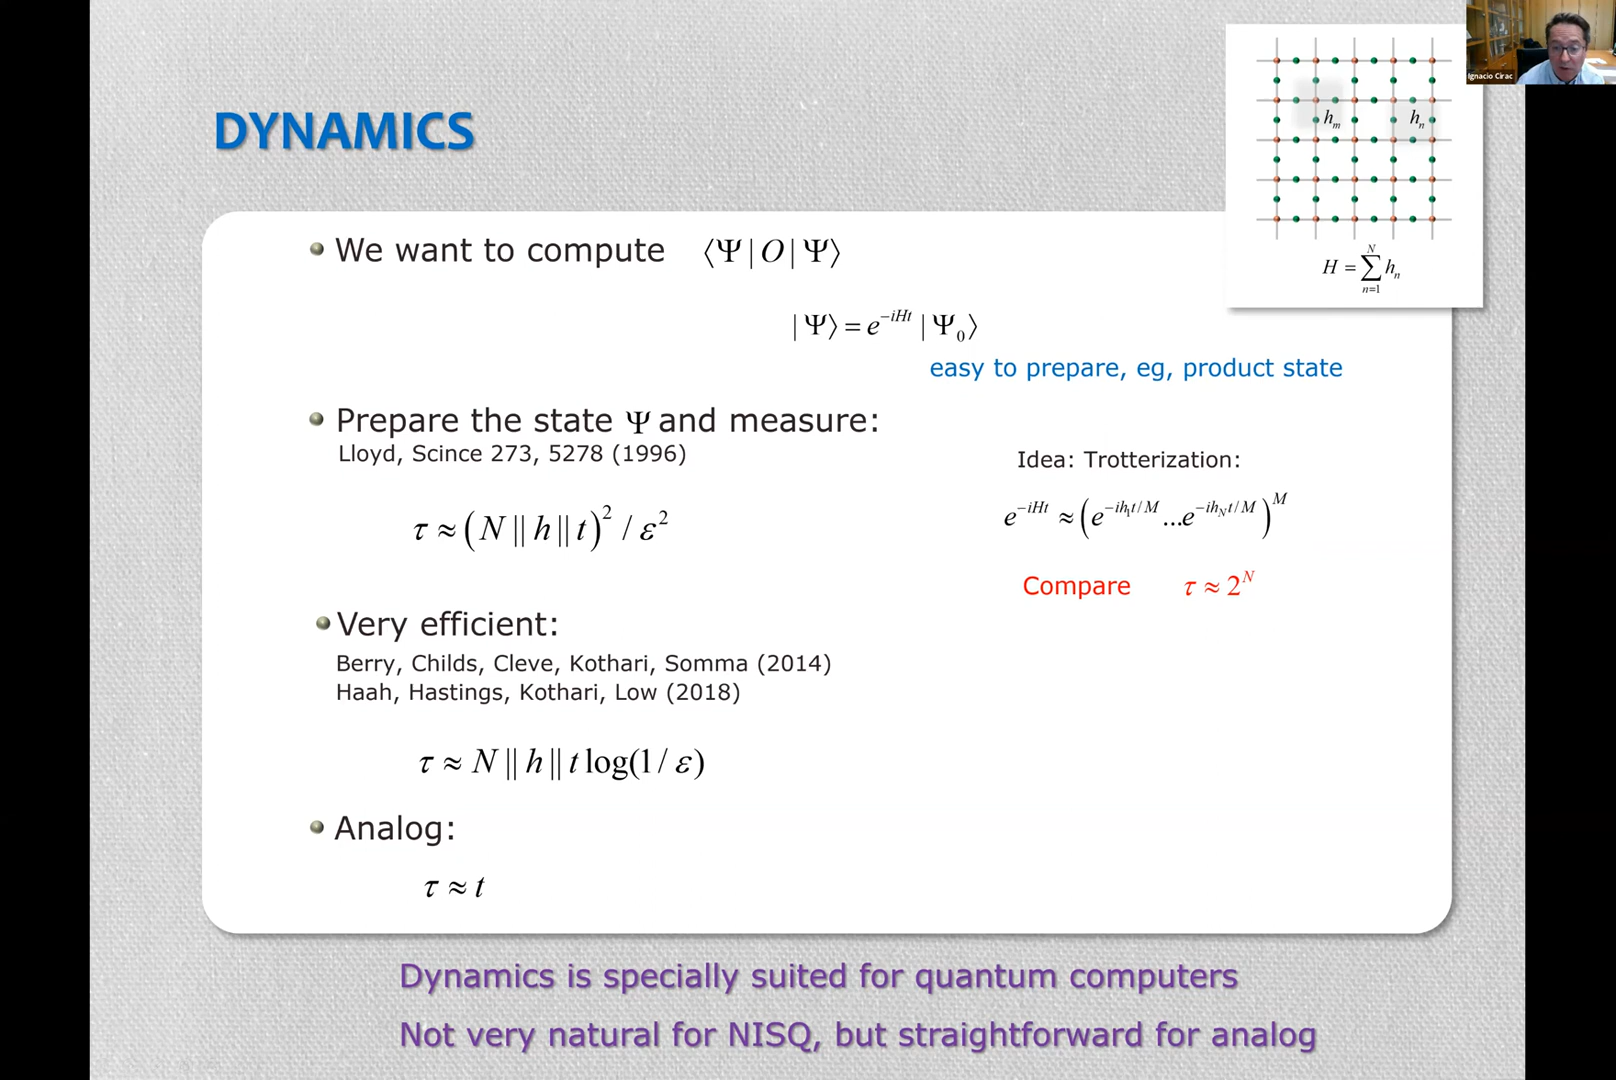 DYNAMICS
Ignacio Cirac
h_m h_n
H = \sum_{n=1}^{N} h_n
We want to compute ⟨Ψ | O | Ψ⟩
| Ψ⟩ = e^{-iHt} | Ψ_0 ⟩
easy to prepare, eg, product state
Prepare the state Ψ and measure:
Lloyd, Scince 273, 5278 (1996)
τ ≈ (N || h || t)^2 / ε^2
Idea: Trotterization:
e^{-iHt} ≈ (e^{-ih_1t/M} ...e^{-ih_Nt/M})^M
Compare τ ≈ 2^N
Very efficient:
Berry, Childs, Cleve, Kothari, Somma (2014)
Haah, Hastings, Kothari, Low (2018)
τ ≈ N || h || t log(1/ ε)
Analog:
τ ≈ t
Dynamics is specially suited for quantum computers
Not very natural for NISQ, but straightforward for analog